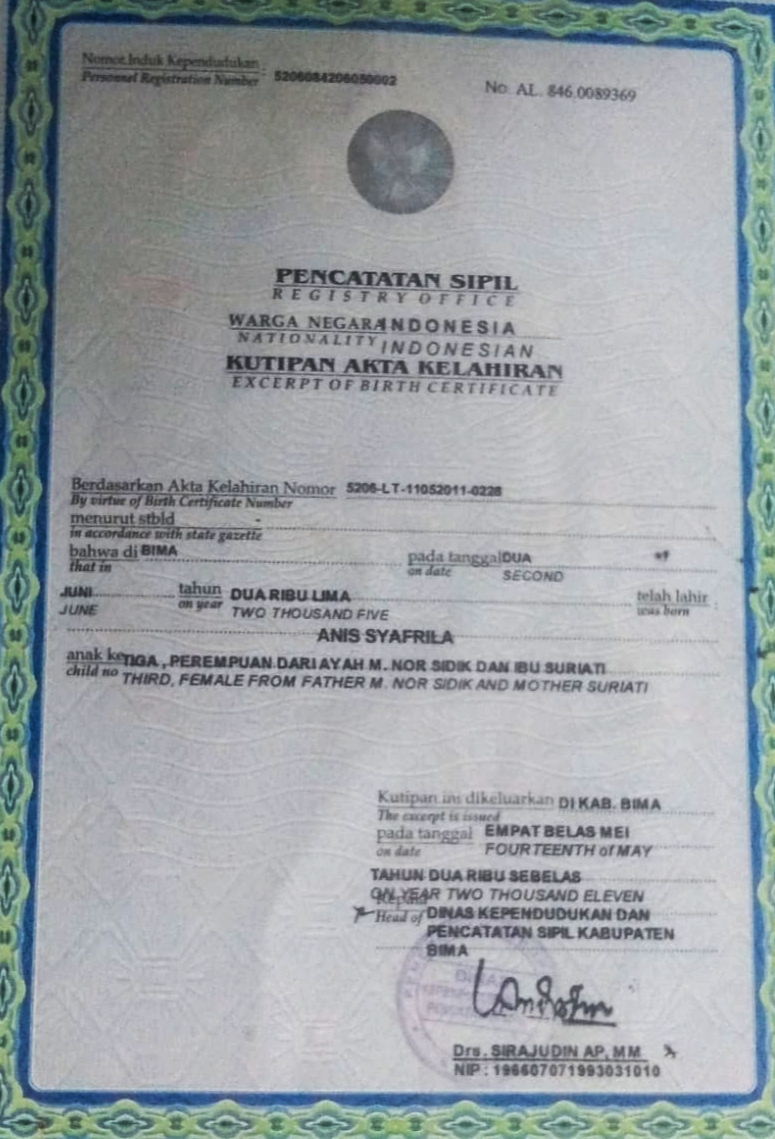 Nomor Induk Kependudukan : 5206084206050002
Personnel Registration Number
No. AL. 846.0089369
PENCATATAN SIPIL
REGISTRY OFFICE
WARGA NEGARA INDONESIA
NATIONALITY INDONESIAN
KUTIPAN AKTA KELAHIRAN
EXCERPT OF BIRTH CERTIFICATE
Berdasarkan Akta Kelahiran Nomor 5206-LT-11052011-0228
By virtue of Birth Certificate Number
menurut stbld -
in accordance with state gazette
bahwa di BIMA pada tanggal DUA
that in on date SECOND
JUNI tahun DUA RIBU LIMA telah lahir :
JUNE on year TWO THOUSAND FIVE was born
ANIS SYAFRILA
anak ke TIGA, PEREMPUAN DARI AYAH M. NOR SIDIK DAN IBU SURIATI
child no THIRD, FEMALE FROM FATHER M. NOR SIDIK AND MOTHER SURIATI
Kutipan ini dikeluarkan DI KAB. BIMA
The excerpt is issued
pada tanggal EMPAT BELAS MEI
on date FOURTEENTH of MAY
TAHUN DUA RIBU SEBELAS
ON YEAR TWO THOUSAND ELEVEN
Kepala
Head of DINAS KEPENDUDUKAN DAN
PENCATATAN SIPIL KABUPATEN
BIMA
Drs. SIRAJUDIN AP, MM
NIP : 196607071993031010